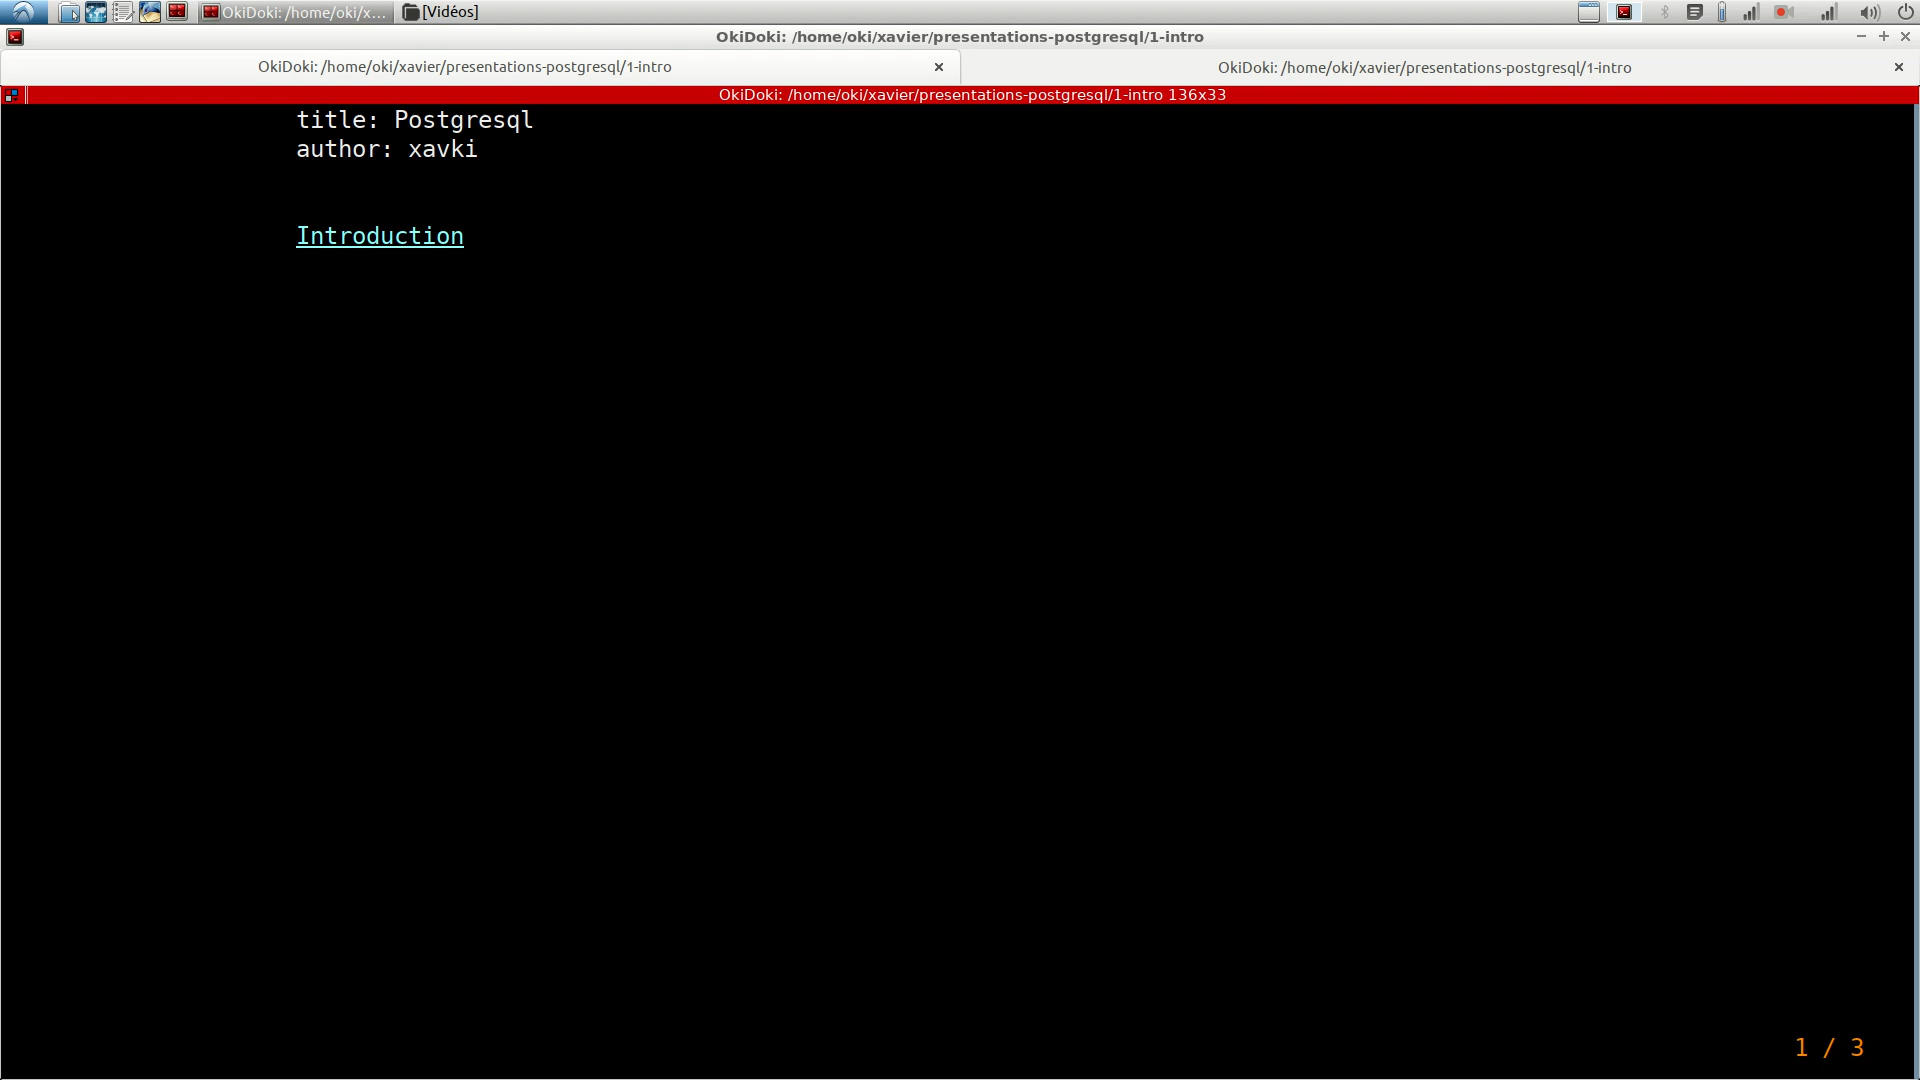 OkiDoki: /home/oki/x... [Vidéos]
OkiDoki: /home/oki/xavier/presentations-postgresql/1-intro
OkiDoki: /home/oki/xavier/presentations-postgresql/1-intro
OkiDoki: /home/oki/xavier/presentations-postgresql/1-intro
OkiDoki: /home/oki/xavier/presentations-postgresql/1-intro 136x33
title: Postgresql
author: xavki
Introduction
1 / 3